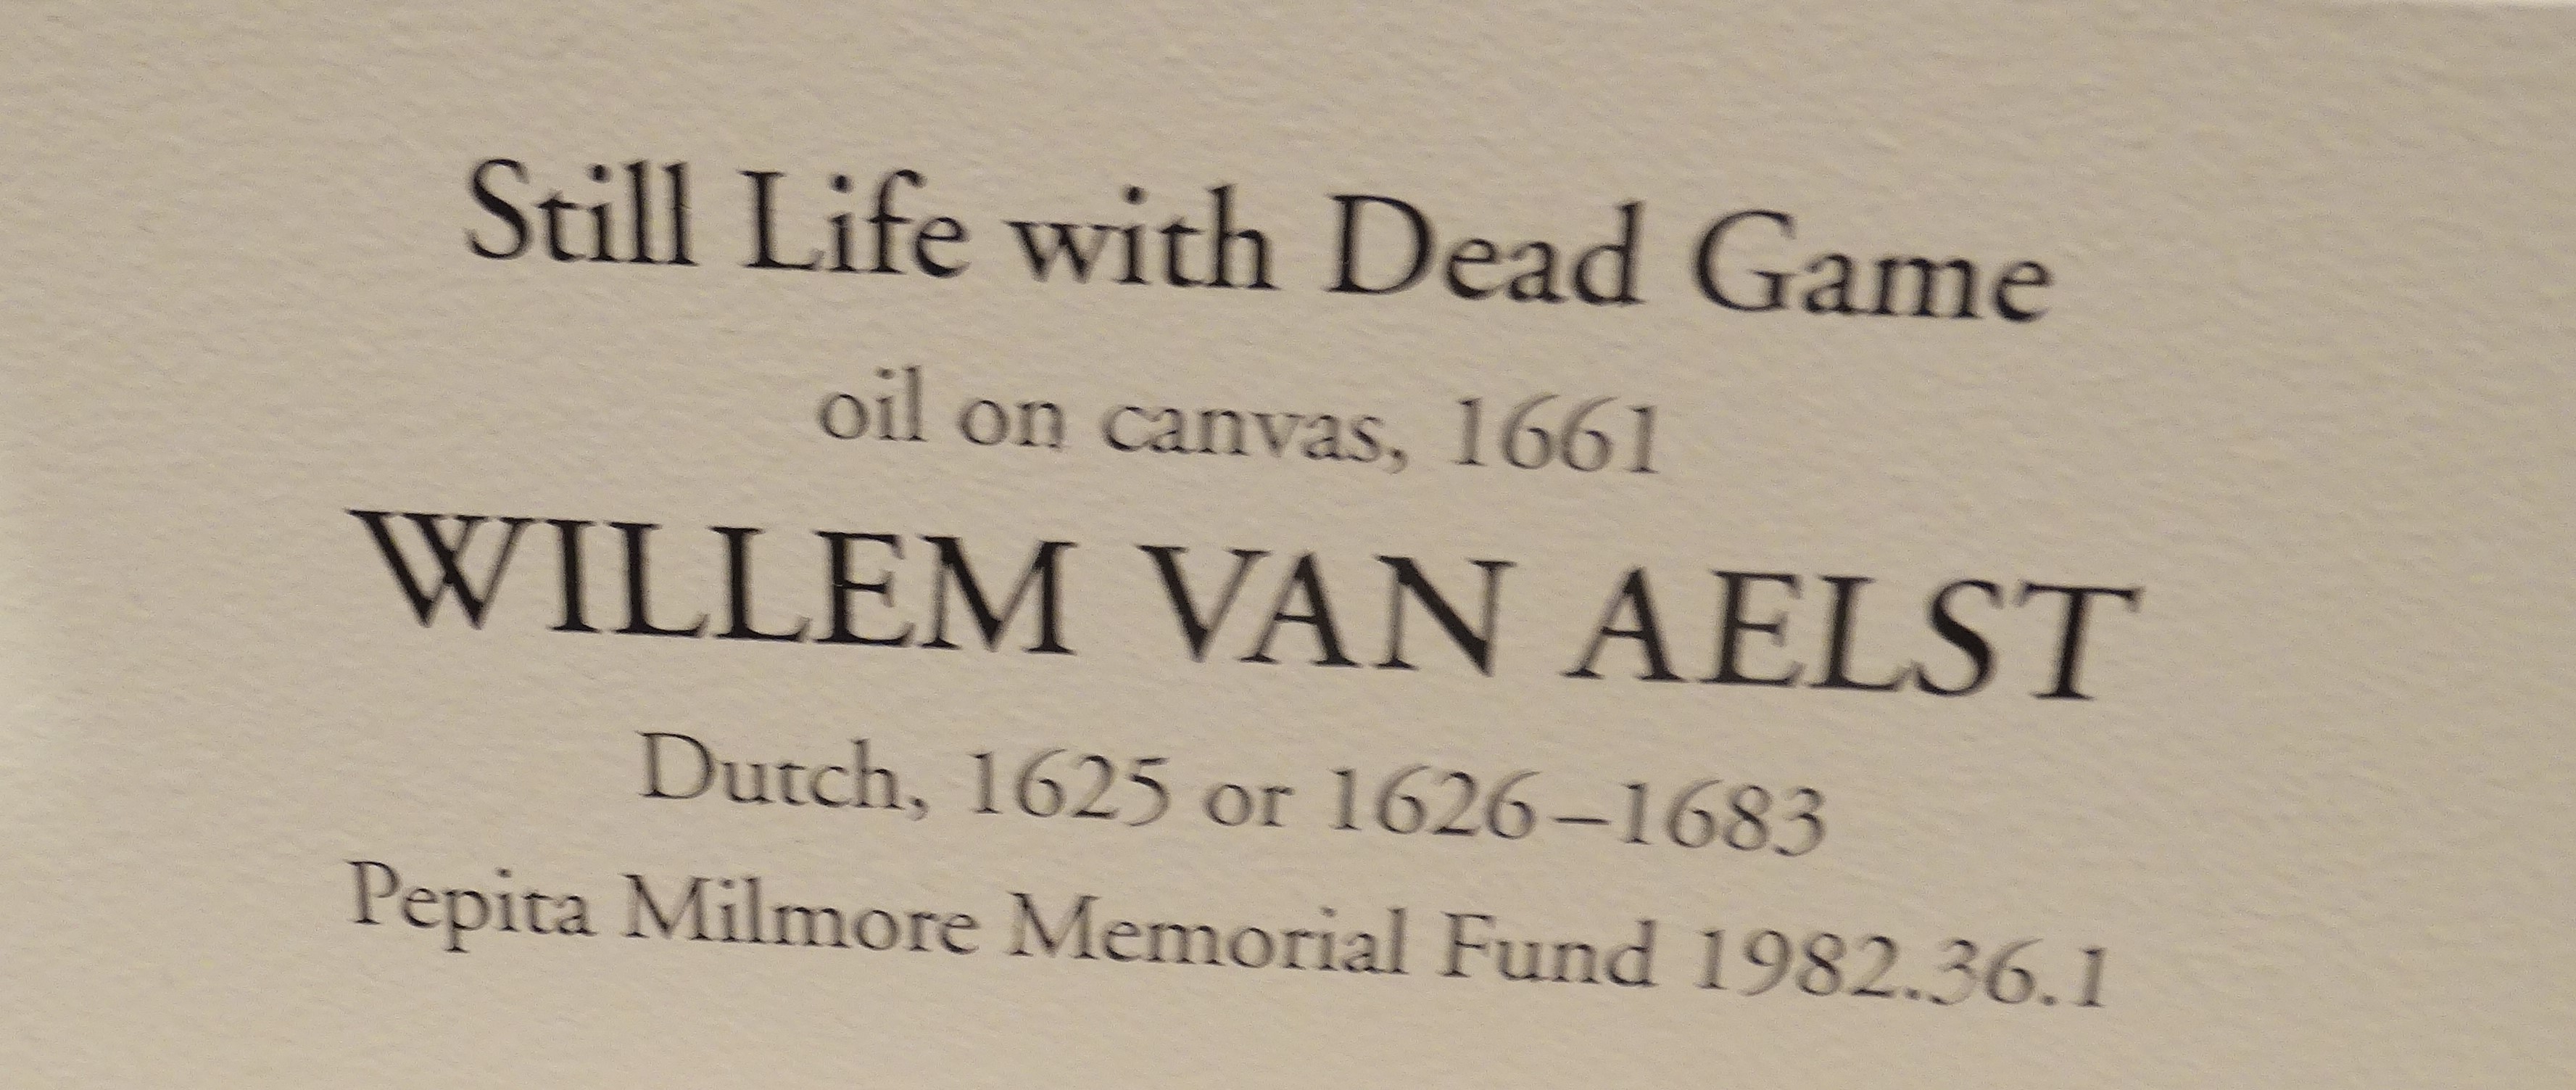 Still Life with Dead Game
oil on canvas, 1661
WILLEM VAN AELST
Dutch, 1625 or 1626–1683
Pepita Milmore Memorial Fund 1982.36.1